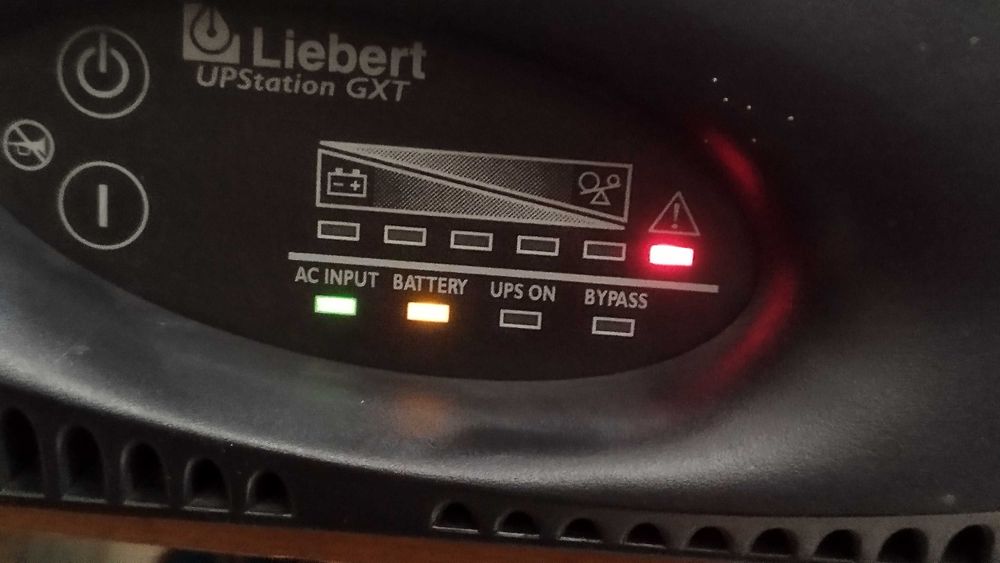 Liebert
UPStation GXT
AC INPUT BATTERY UPS ON BYPASS